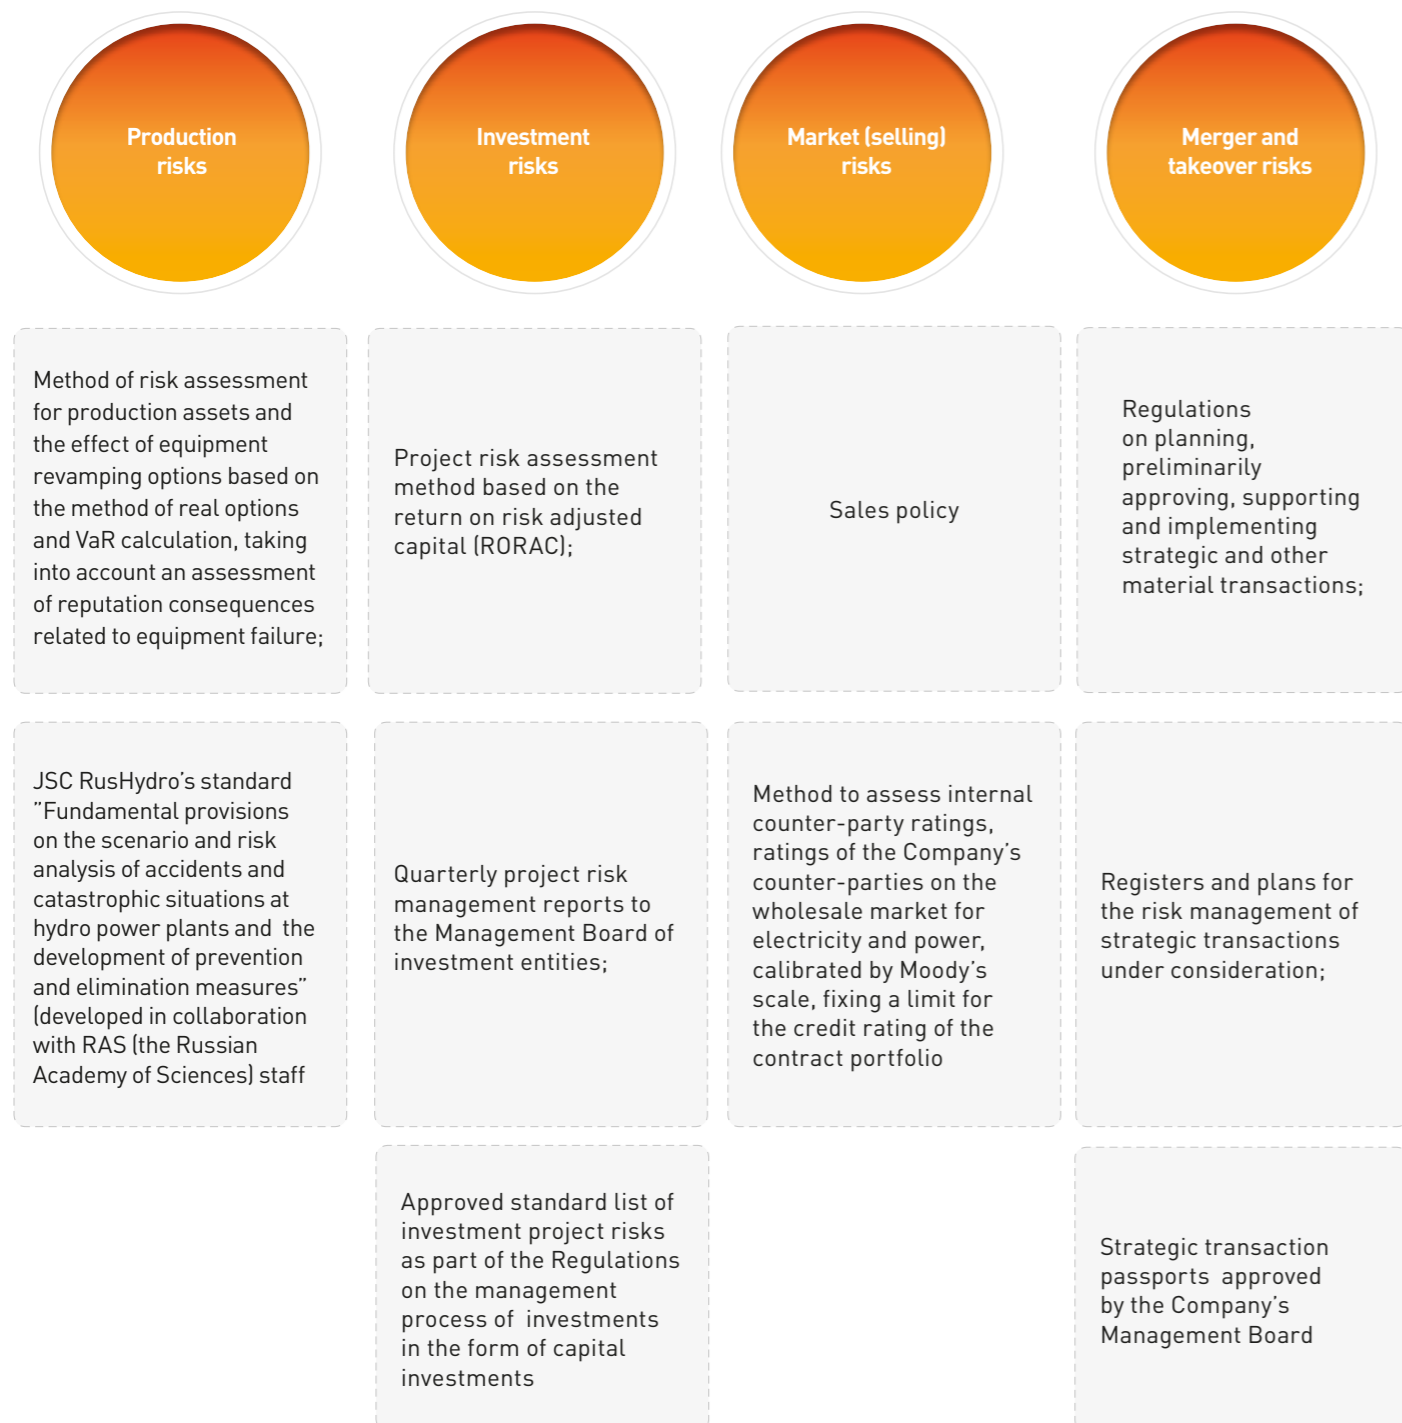 Production
risks
Investment
risks
Market (selling)
risks
Merger and
takeover risks
Method of risk assessment
for production assets and
the effect of equipment
revamping options based on
the method of real options
and VaR calculation, taking
into account an assessment
of reputation consequences
related to equipment failure;
Project risk assessment
method based on the
return on risk adjusted
capital (RORAC);
Sales policy
Regulations
on planning,
preliminarily
approving, supporting
and implementing
strategic and other
material transactions;
JSC RusHydro’s standard
”Fundamental provisions
on the scenario and risk
analysis of accidents and
catastrophic situations at
hydro power plants and the
development of prevention
and elimination measures”
(developed in collaboration
with RAS (the Russian
Academy of Sciences) staff
Quarterly project risk
management reports to
the Management Board of
investment entities;
Method to assess internal
counter-party ratings,
ratings of the Company’s
counter-parties on the
wholesale market for
electricity and power,
calibrated by Moody’s
scale, fixing a limit for
the credit rating of the
contract portfolio
Registers and plans for
the risk management of
strategic transactions
under consideration;
Approved standard list of
investment project risks
as part of the Regulations
on the management
process of investments
in the form of capital
investments
Strategic transaction
passports approved
by the Company’s
Management Board